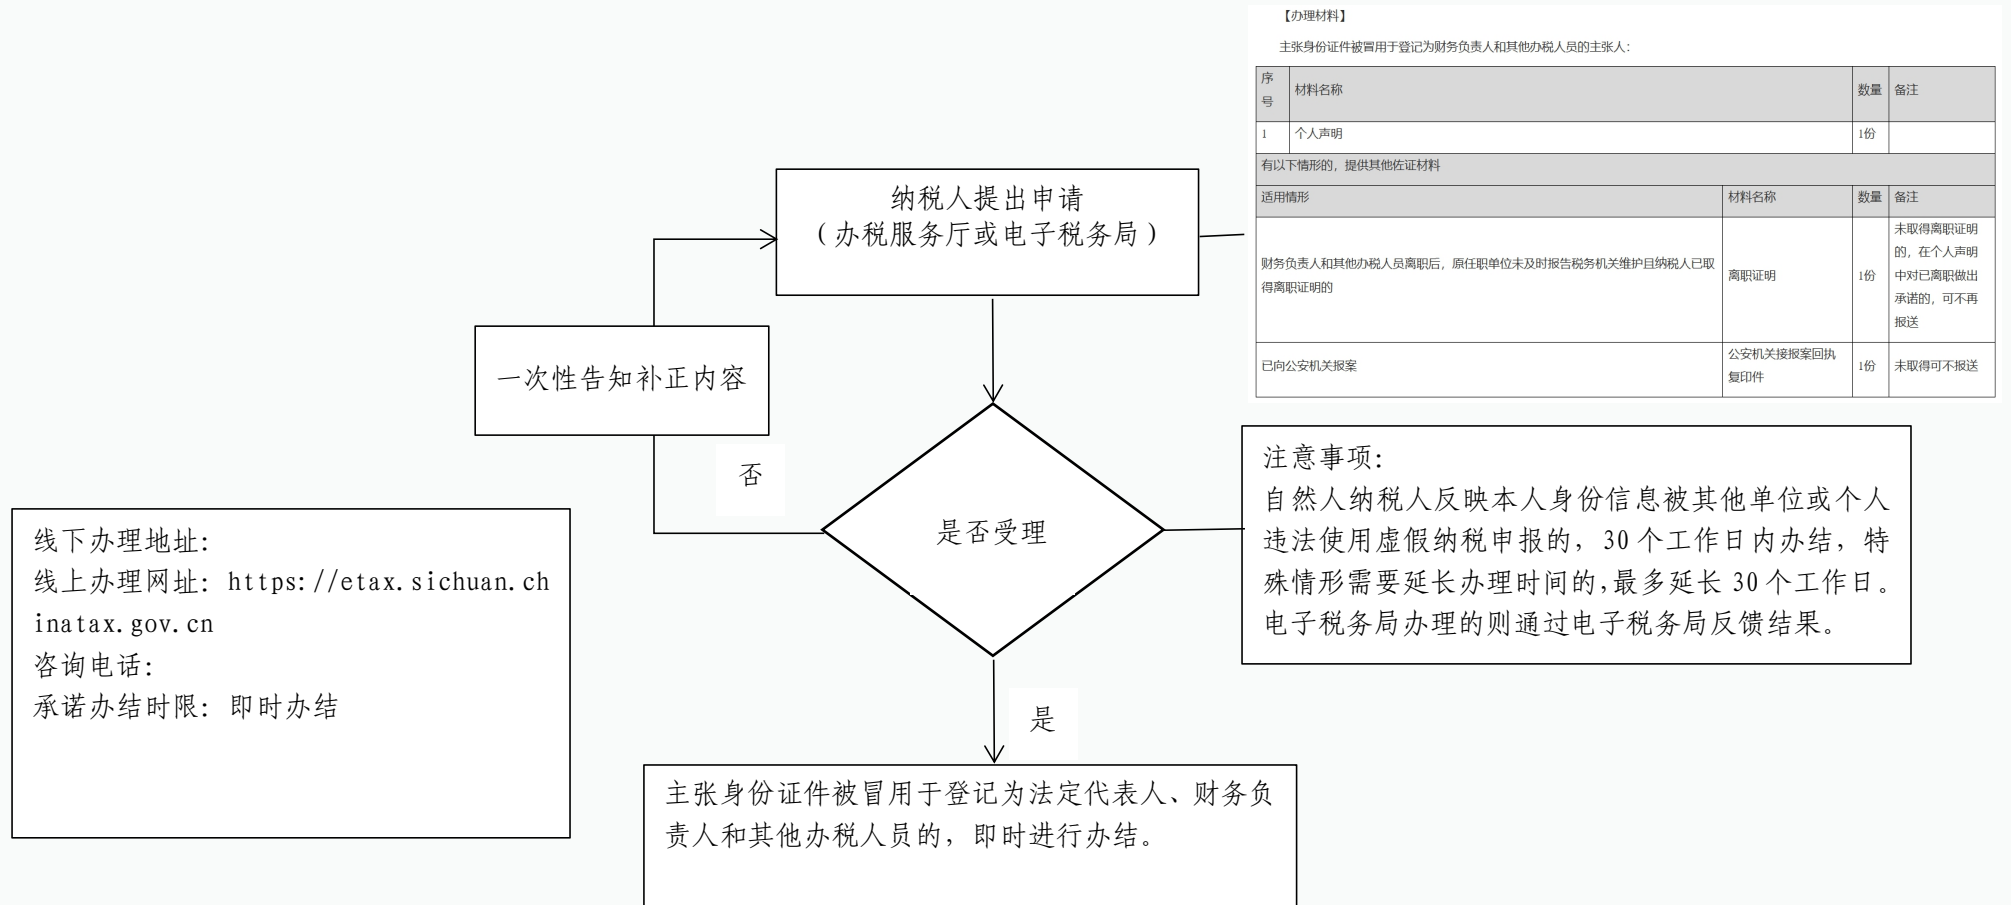 【办理材料】
主张身份证件被冒用于登记为财务负责人和其他办税人员的主张人：
序号 材料名称 数量 备注
1 个人声明 1份
有以下情形的，提供其他佐证材料
适用情形 材料名称 数量 备注
财务负责人和其他办税人员离职后，原任职单位未及时报告税务机关维护且纳税人已取
得离职证明的
离职证明
1份
未取得离职证明
的，在个人声明
中对已离职做出
承诺的，可不再
报送
已向公安机关报案
公安机关接报案回执
复印件
1份
未取得可不报送
纳税人提出申请
（办税服务厅或电子税务局）
一次性告知补正内容
否
是否受理
注意事项：
自然人纳税人反映本人身份信息被其他单位或个人
违法使用虚假纳税申报的，30个工作日内办结，特
殊情形需要延长办理时间的,最多延长30个工作日。
电子税务局办理的则通过电子税务局反馈结果。
线下办理地址：
线上办理网址：https://etax.sichuan.ch
inatax.gov.cn
咨询电话：
承诺办结时限：即时办结
是
主张身份证件被冒用于登记为法定代表人、财务负
责人和其他办税人员的，即时进行办结。